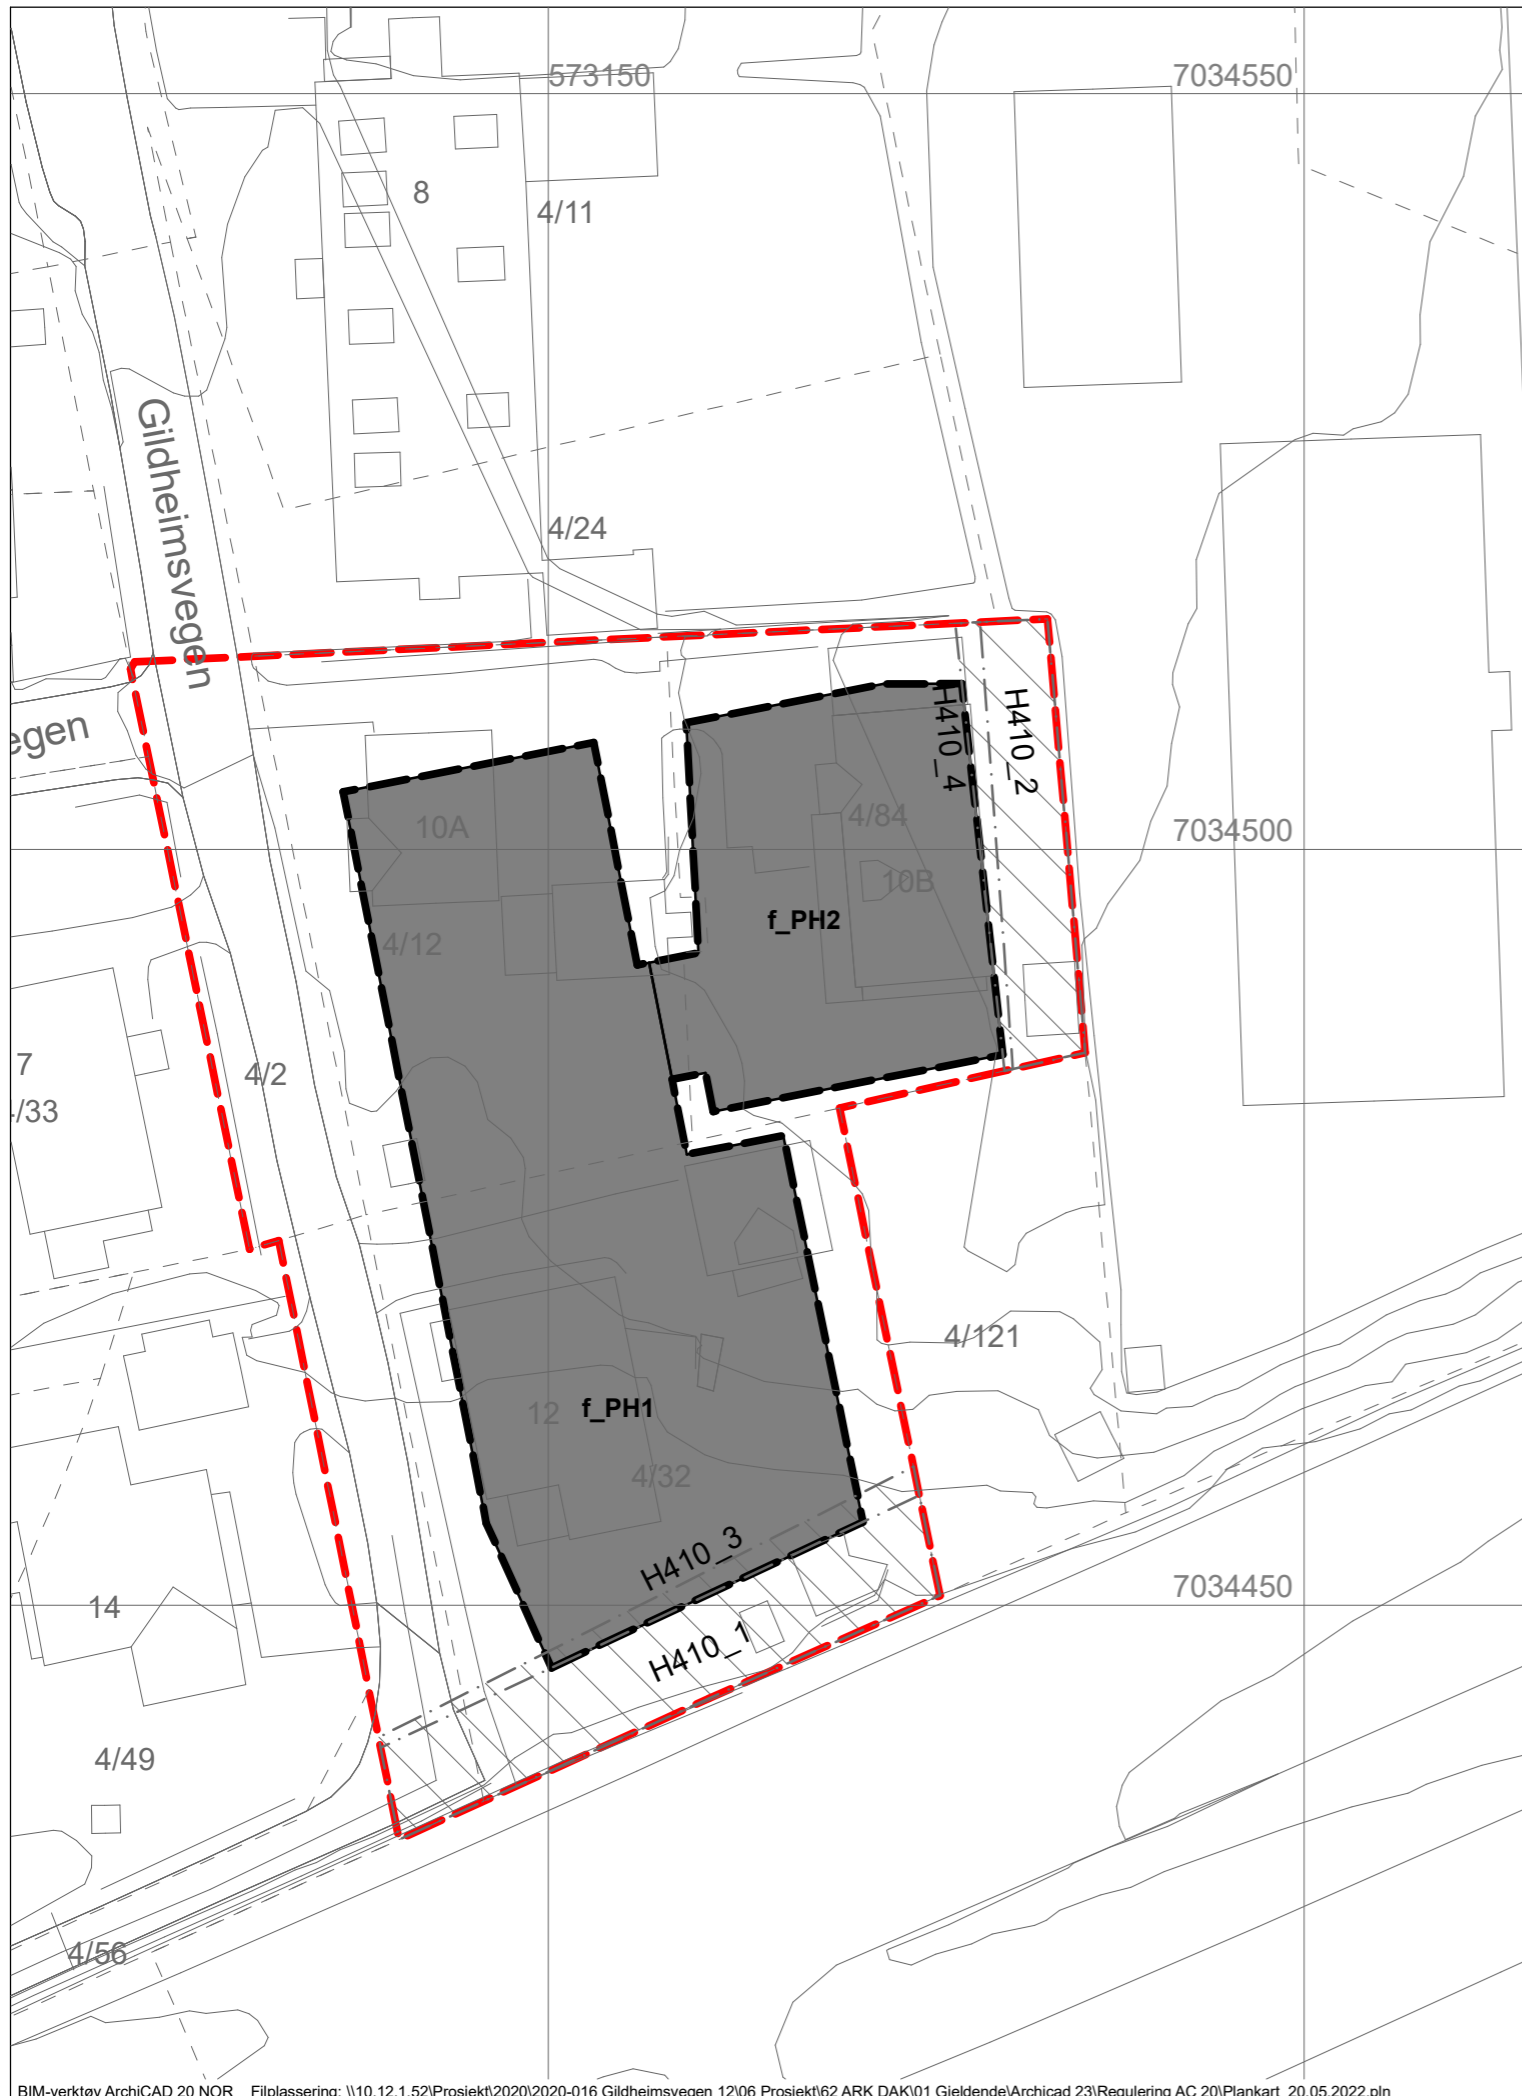 573150
7034550
8
4/11
Gildheimsvegen
4/24
egen
H410_4
H410_2
10A
4/84
7034500
10B
f_PH2
4/12
7
4/2
/33
4/121
12
f_PH1
4/32
H410_3
7034450
14
H410_1
4/49
4/56
BIM-verktøy ArchiCAD 20 NOR Filplassering: \\10.12.1.52\Prosjekt\2020\2020-016 Gildheimsvegen 12\06 Prosjekt\62 ARK DAK\01 Gjeldende\Archicad 23\Regulering AC 20\Plankart_20.05.2022.pln